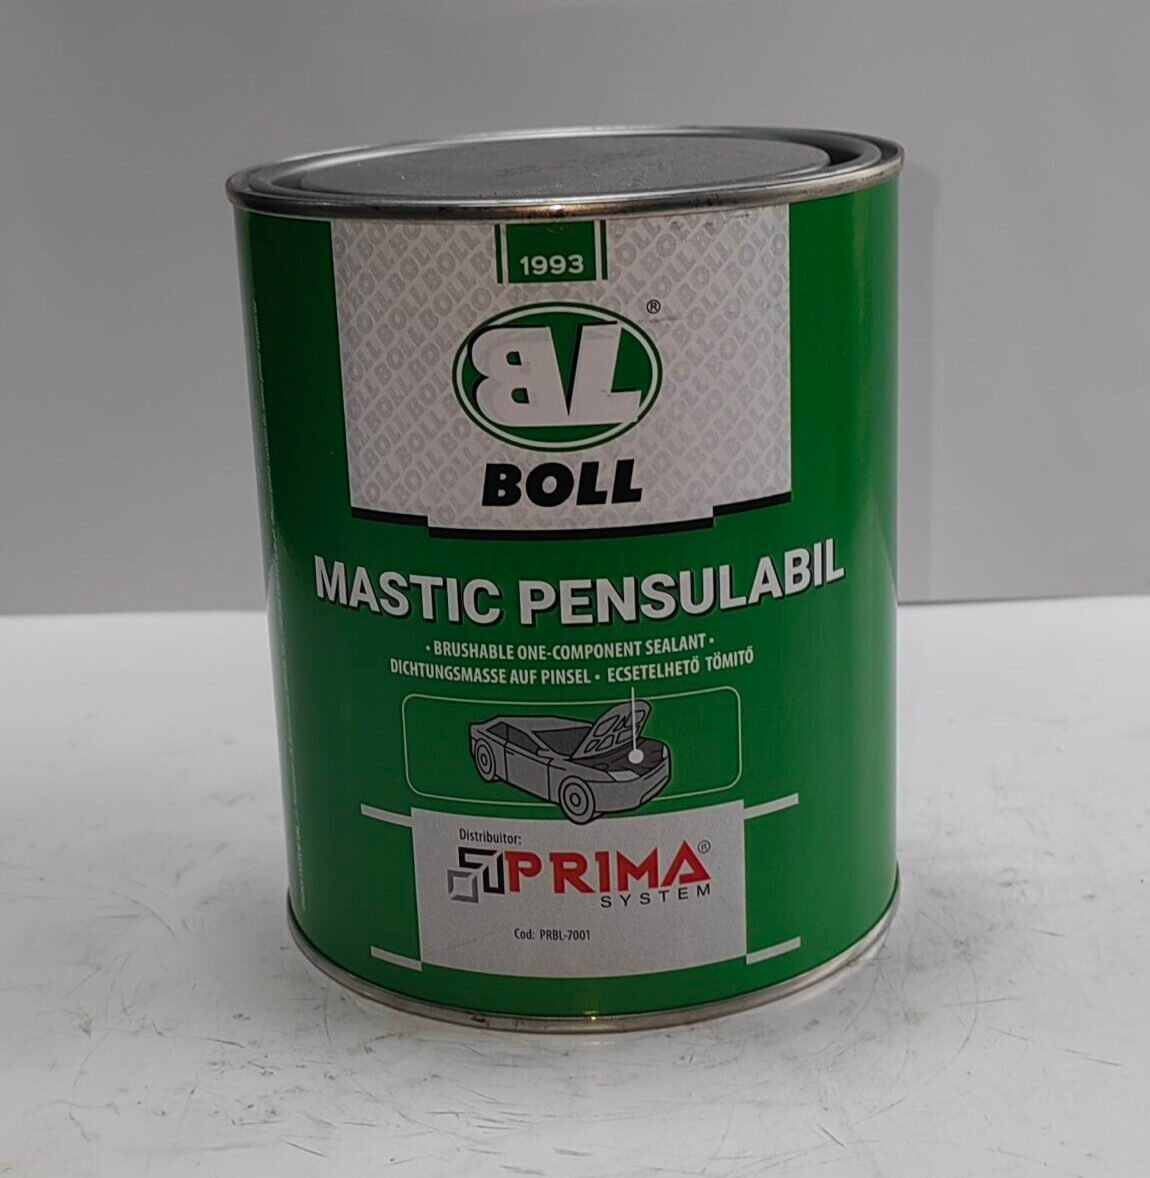 1993
®
BL
BOLL
MASTIC PENSULABIL
• BRUSHABLE ONE-COMPONENT SEALANT •
DICHTUNGSMASSE AUF PINSEL • ECSETELHETŐ TÖMITŐ
Distribuitor:
PRIMA®
SYSTEM
Cod: PRBL-7001